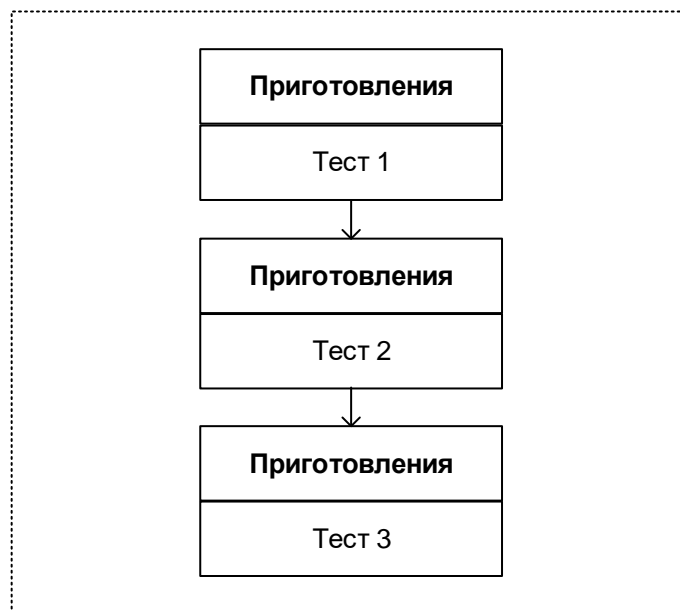 Приготовления
Тест 1
Приготовления
Тест 2
Приготовления
Тест 3